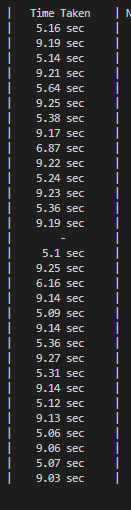 | Time Taken | N
| 5.16 sec |
| 9.19 sec |
| 5.14 sec |
| 9.21 sec |
| 5.64 sec |
| 9.25 sec |
| 5.38 sec |
| 9.17 sec |
| 6.87 sec |
| 9.22 sec |
| 5.24 sec |
| 9.23 sec |
| 5.36 sec |
| 9.19 sec |
| - |
| 5.1 sec |
| 9.25 sec |
| 6.16 sec |
| 9.14 sec |
| 5.09 sec |
| 9.14 sec |
| 5.36 sec |
| 9.27 sec |
| 5.31 sec |
| 9.14 sec |
| 5.12 sec |
| 9.13 sec |
| 5.06 sec |
| 9.06 sec |
| 5.07 sec |
| 9.03 sec |